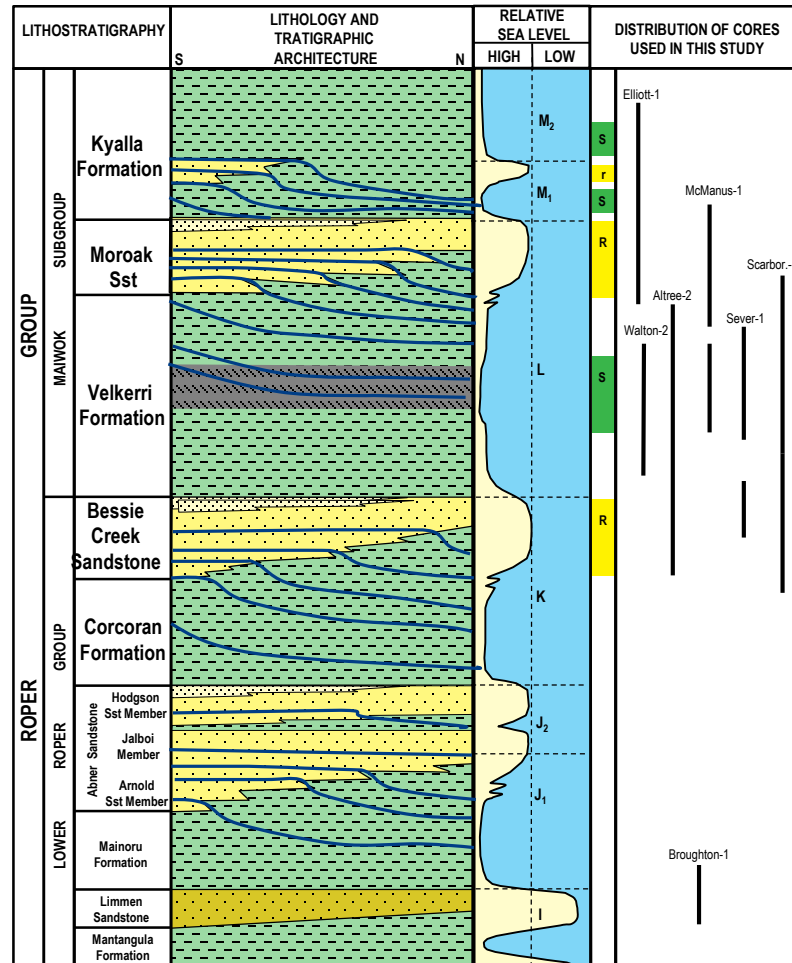 LITHOSTRATIGRAPHY
LITHOLOGY AND
TRATIGRAPHIC
ARCHITECTURE
S
N
RELATIVE
SEA LEVEL
HIGH
LOW
DISTRIBUTION OF CORES
USED IN THIS STUDY
ROPER
GROUP
MAIWOK
SUBGROUP
LOWER
ROPER
GROUP
Kyalla
Formation
Moroak
Sst
Velkerri
Formation
Bessie
Creek
Sandstone
Corcoran
Formation
Abner Sandstone
Hodgson
Sst Member
Jalboi
Member
Arnold
Sst Member
Mainoru
Formation
Limmen
Sandstone
Mantangula
Formation
M2
M1
L
K
J2
J1
I
S
r
S
R
S
R
Elliott-1
McManus-1
Scarbor.-
Altree-2
Sever-1
Walton-2
Broughton-1